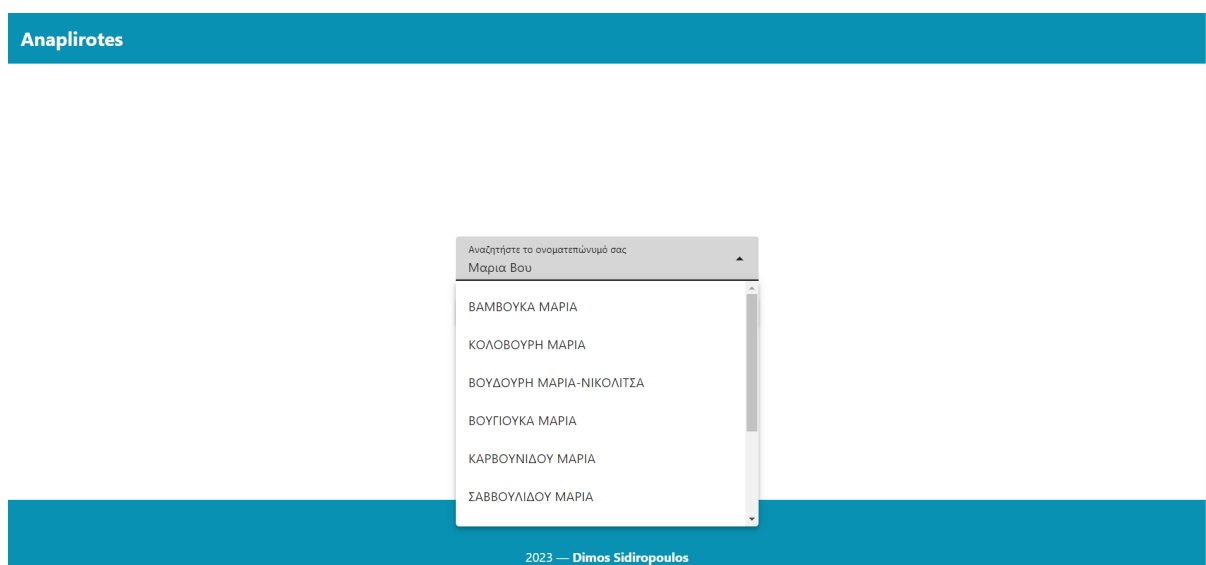 Anaplirotes
Αναζητήστε το ονοματεπώνυμό σας
Μαρια Βου
ΒΑΜΒΟΥΚΑ ΜΑΡΙΑ
ΚΟΛΟΒΟΥΡΗ ΜΑΡΙΑ
ΒΟΥΔΟΥΡΗ ΜΑΡΙΑ-ΝΙΚΟΛΙΤΣΑ
ΒΟΥΓΙΟΥΚΑ ΜΑΡΙΑ
ΚΑΡΒΟΥΝΙΔΟΥ ΜΑΡΙΑ
ΣΑΒΒΟΥΛΙΔΟΥ ΜΑΡΙΑ
2023 — Dimos Sidiropoulos